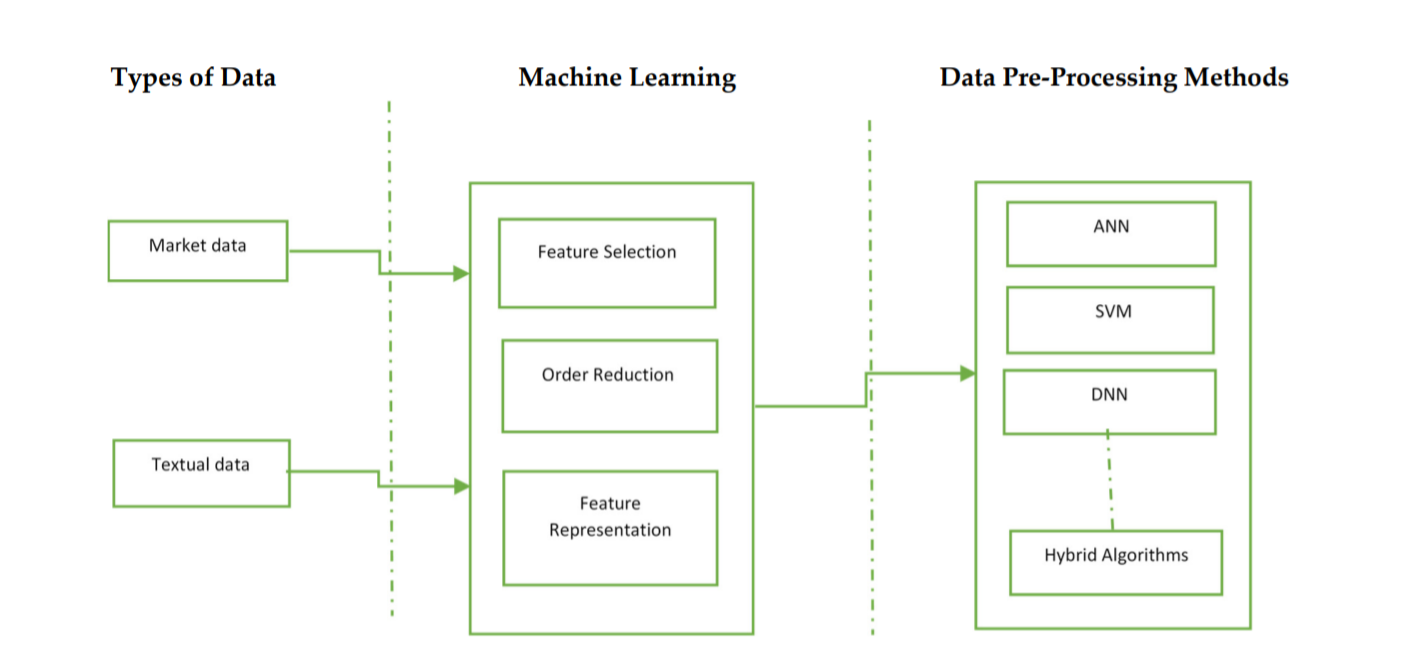 Types of Data
Machine Learning
Data Pre-Processing Methods
Market data
Textual data
Feature Selection
Order Reduction
Feature
Representation
ANN
SVM
DNN
Hybrid Algorithms